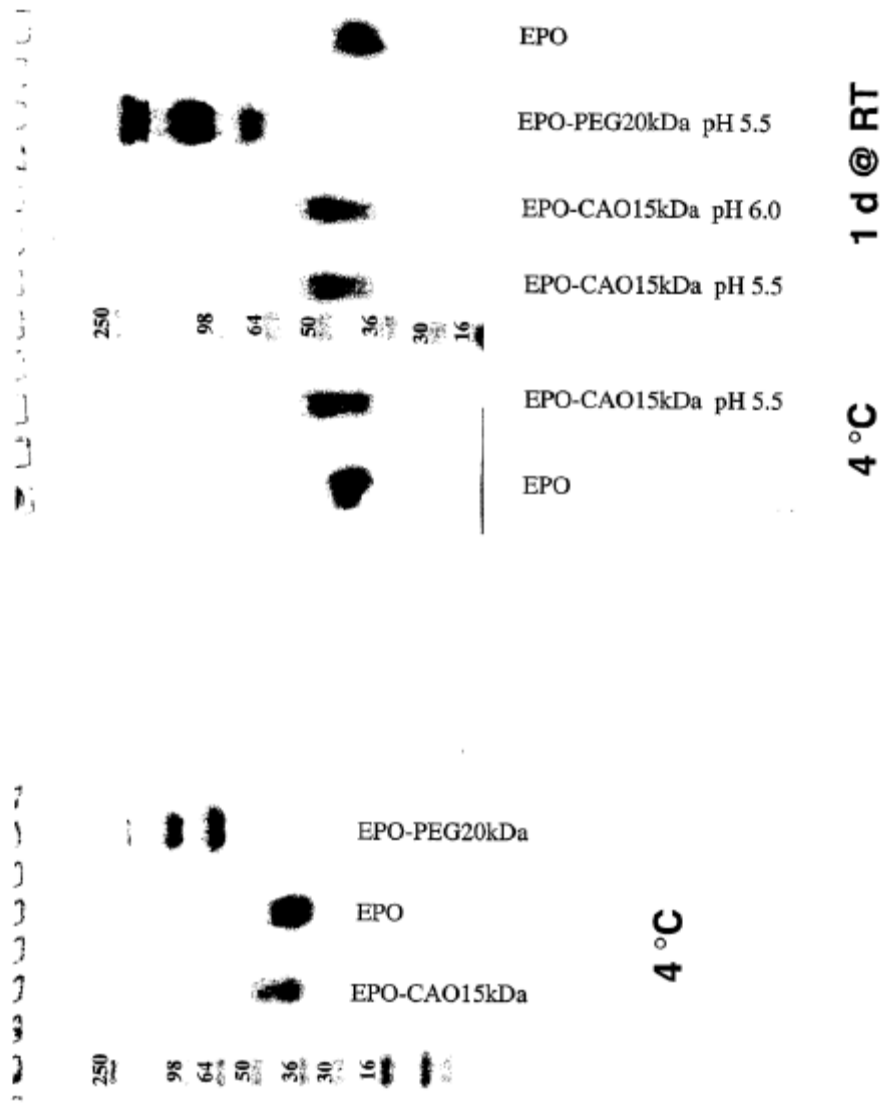 EPO
EPO-PEG20kDa pH 5.5
EPO-CAO15kDa pH 6.0
EPO-CAO15kDa pH 5.5
1 d @ RT
250 98 64 50 36 30 16
EPO-CAO15kDa pH 5.5
EPO
4 °C
EPO-PEG20kDa
EPO
EPO-CAO15kDa
4 °C
250 98 64 50 36 30 16